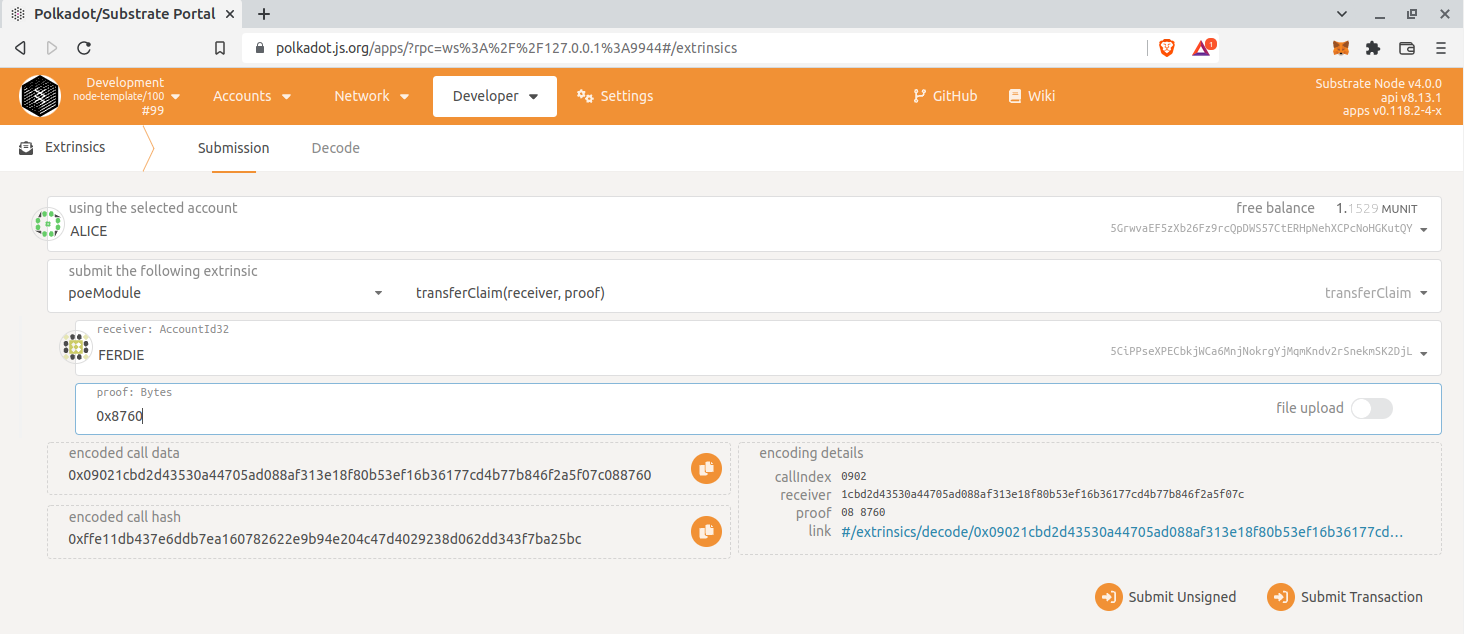 Polkadot/Substrate Portal
polkadot.js.org/apps/?rpc=ws%3A%2F%2F127.0.0.1%3A9944#/extrinsics
1
Development
node-template/100
#99
Accounts
Network
Developer
Settings
GitHub
Wiki
Substrate Node v4.0.0
api v8.13.1
apps v0.118.2-4-x
Extrinsics
Submission
Decode
using the selected account
ALICE
free balance 1.1529 MUNIT
5GrwvaEF5zXb26Fz9rcQpDWS57CtERHpNehXCPcNoHGKutQY
submit the following extrinsic
poeModule
transferClaim(receiver, proof)
transferClaim
receiver: AccountId32
FERDIE
5CiPPseXPECbkjWCa6MnjNokrgYjMqmKndv2rSnekmSK2DjL
proof: Bytes
0x8760
file upload
encoded call data
0x09021cbd2d43530a44705ad088af313e18f80b53ef16b36177cd4b77b846f2a5f07c088760
encoded call hash
0xffe11db437e6ddb7ea160782622e9b94e204c47d4029238d062dd343f7ba25bc
encoding details
callIndex 0902
receiver 1cbd2d43530a44705ad088af313e18f80b53ef16b36177cd4b77b846f2a5f07c
proof 08 8760
link #/extrinsics/decode/0x09021cbd2d43530a44705ad088af313e18f80b53ef16b36177cd...
Submit Unsigned
Submit Transaction